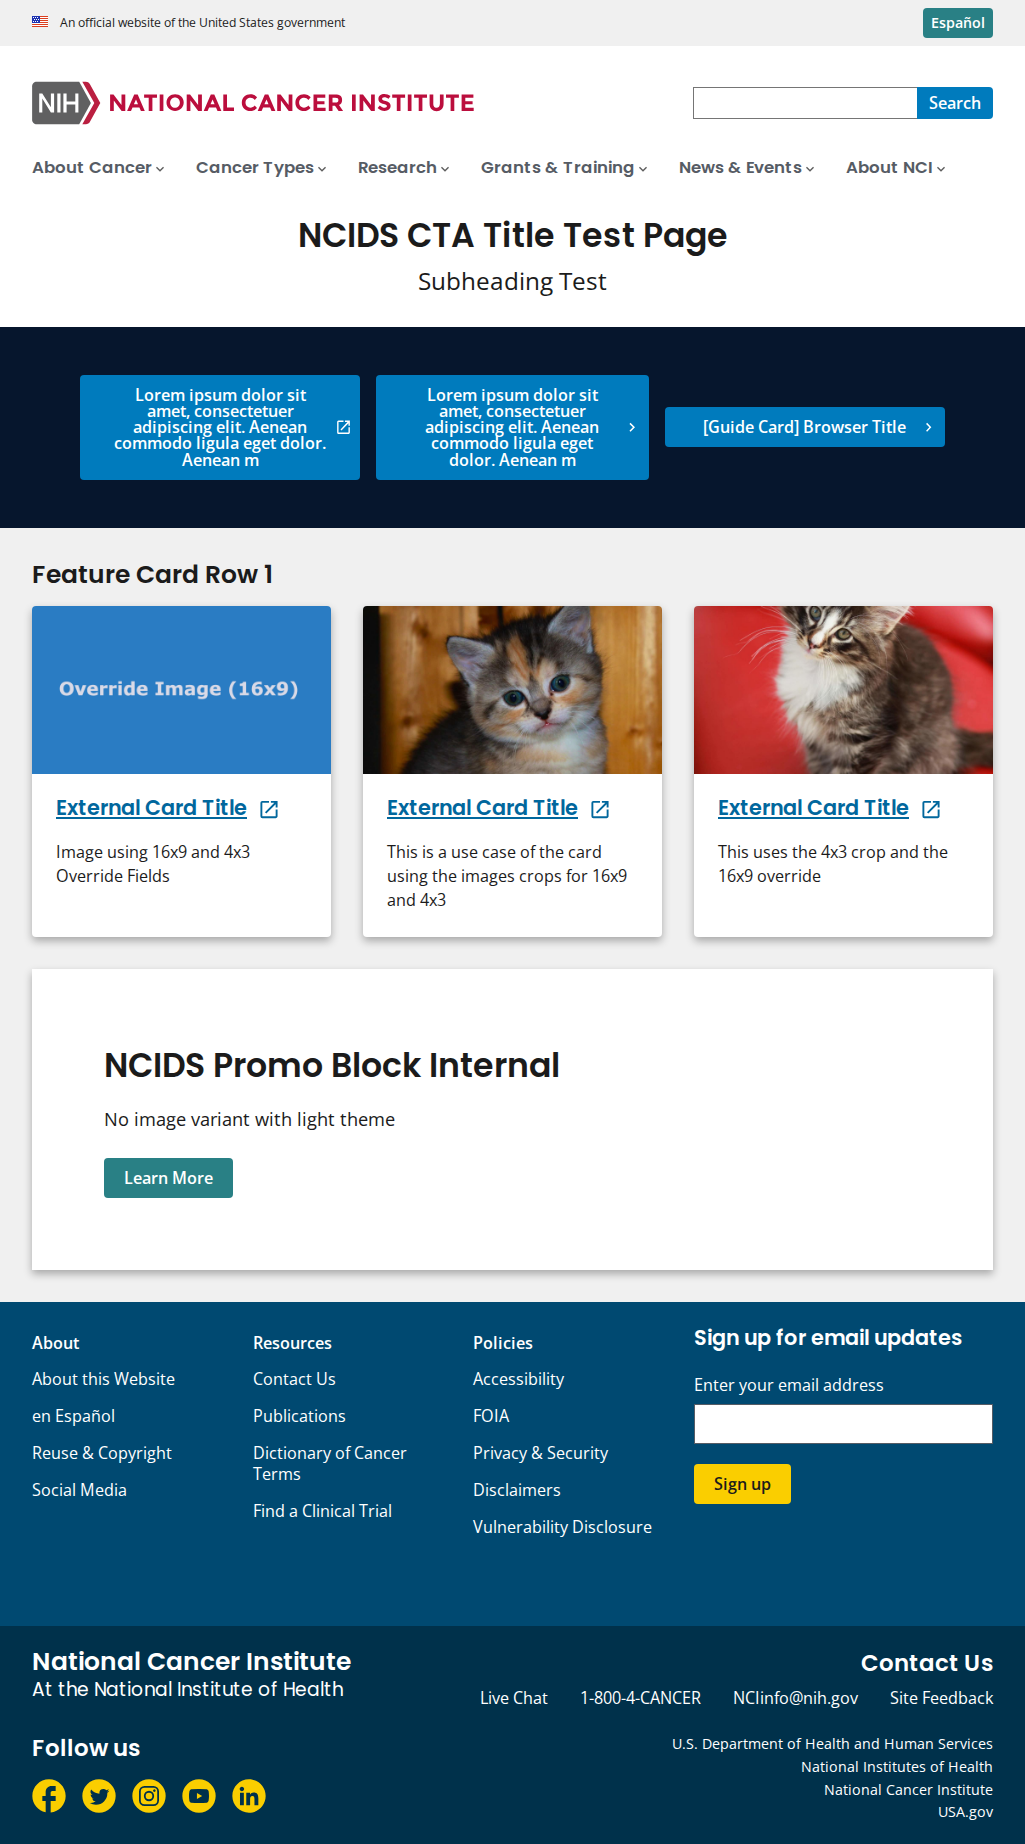 An official website of the United States government
Español
NIH NATIONAL CANCER INSTITUTE
Search
About Cancer
Cancer Types
Research
Grants & Training
News & Events
About NCI
NCIDS CTA Title Test Page
Subheading Test
Lorem ipsum dolor sit
amet, consectetuer
adipiscing elit. Aenean
commodo ligula eget dolor.
Aenean m
Lorem ipsum dolor sit
amet, consectetuer
adipiscing elit. Aenean
commodo ligula eget
dolor. Aenean m
[Guide Card] Browser Title
Feature Card Row 1
Override Image (16x9)
External Card Title
Image using 16x9 and 4x3
Override Fields
External Card Title
This is a use case of the card
using the images crops for 16x9
and 4x3
External Card Title
This uses the 4x3 crop and the
16x9 override
NCIDS Promo Block Internal
No image variant with light theme
Learn More
About
About this Website
en Español
Reuse & Copyright
Social Media
Resources
Contact Us
Publications
Dictionary of Cancer
Terms
Find a Clinical Trial
Policies
Accessibility
FOIA
Privacy & Security
Disclaimers
Vulnerability Disclosure
Sign up for email updates
Enter your email address
Sign up
National Cancer Institute
At the National Institute of Health
Contact Us
Live Chat
1-800-4-CANCER
NCIinfo@nih.gov
Site Feedback
Follow us
U.S. Department of Health and Human Services
National Institutes of Health
National Cancer Institute
USA.gov